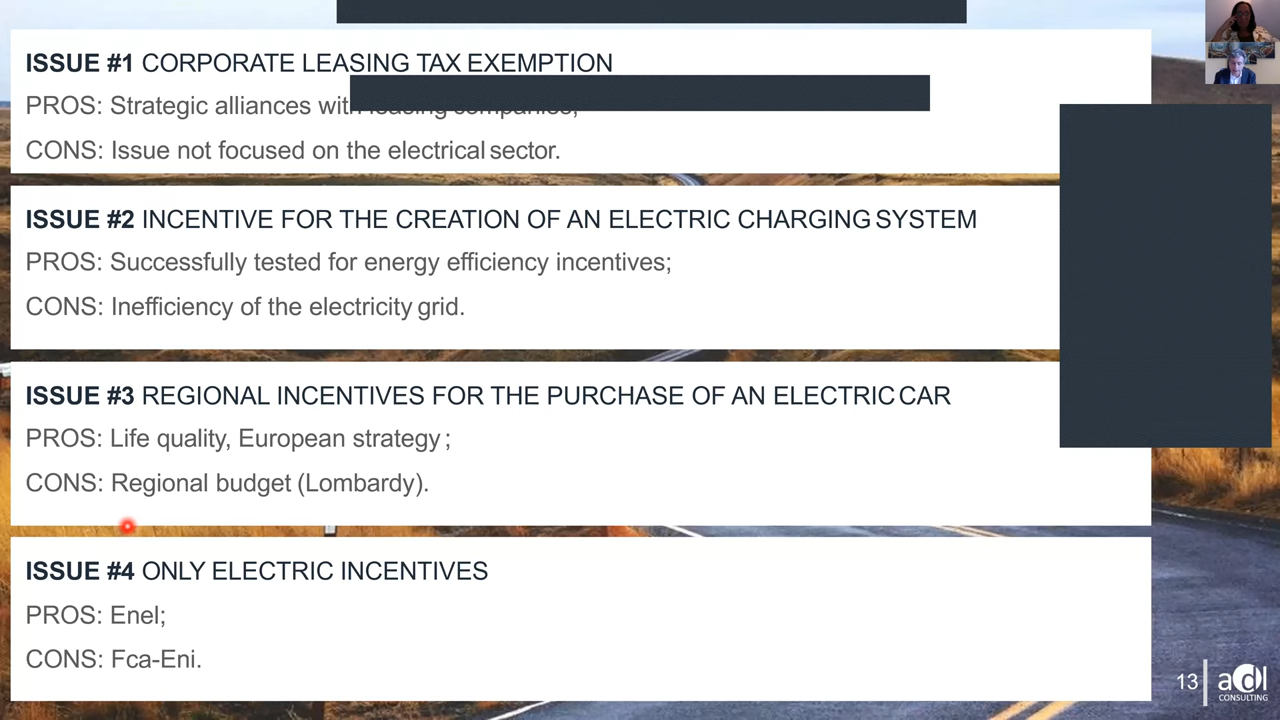 ISSUE #1 CORPORATE LEASING TAX EXEMPTION
PROS: Strategic alliances with leasing companies;
CONS: Issue not focused on the electrical sector.
ISSUE #2 INCENTIVE FOR THE CREATION OF AN ELECTRIC CHARGING SYSTEM
PROS: Successfully tested for energy efficiency incentives;
CONS: Inefficiency of the electricity grid.
ISSUE #3 REGIONAL INCENTIVES FOR THE PURCHASE OF AN ELECTRIC CAR
PROS: Life quality, European strategy;
CONS: Regional budget (Lombardy).
ISSUE #4 ONLY ELECTRIC INCENTIVES
PROS: Enel;
CONS: Fca-Eni.
13
adl
CONSULTING